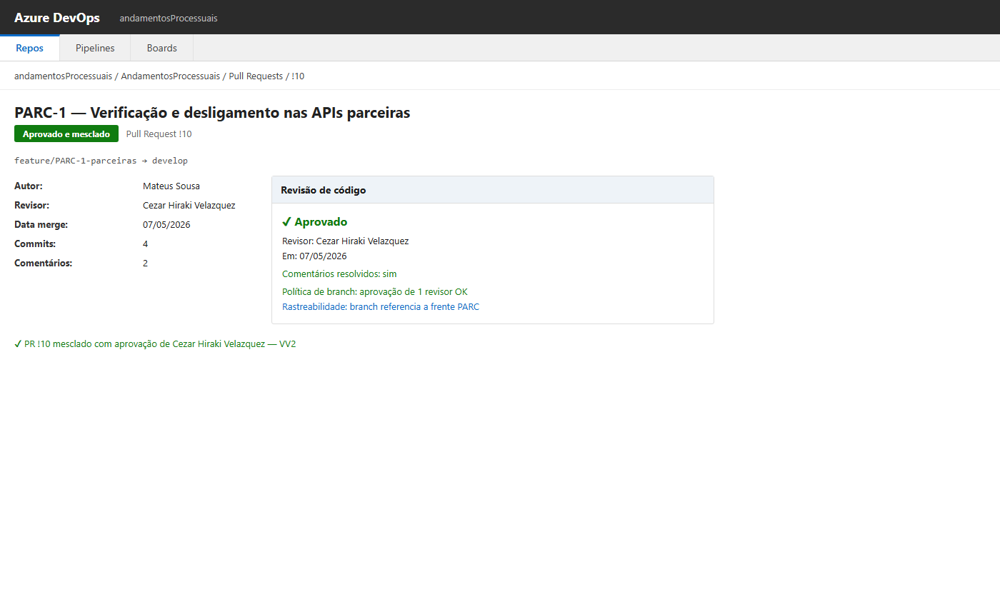 Azure DevOps andamentosProcessuais
Repos Pipelines Boards
andamentosProcessuais / AndamentosProcessuais / Pull Requests / !10
PARC-1 — Verificação e desligamento nas APIs parceiras
Aprovado e mesclado Pull Request !10
feature/PARC-1-parceiras → develop
Autor: Mateus Sousa
Revisor: Cezar Hiraki Velazquez
Data merge: 07/05/2026
Commits: 4
Comentários: 2
Revisão de código
✓ Aprovado
Revisor: Cezar Hiraki Velazquez
Em: 07/05/2026
Comentários resolvidos: sim
Política de branch: aprovação de 1 revisor OK
Rastreabilidade: branch referencia a frente PARC
✓ PR !10 mesclado com aprovação de Cezar Hiraki Velazquez — VV2